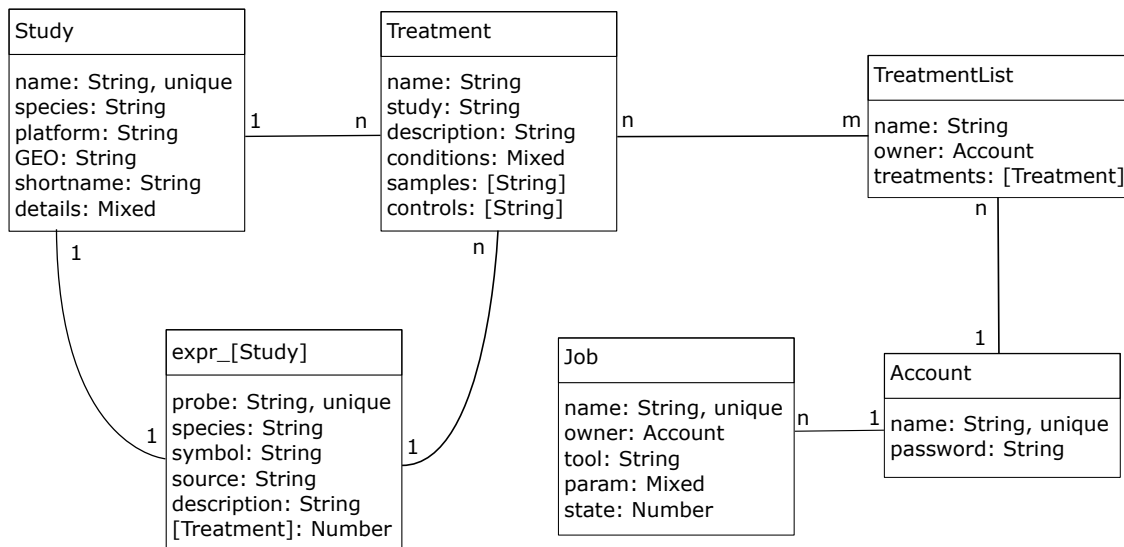 Study
name: String, unique
species: String
platform: String
GEO: String
shortname: String
details: Mixed
Treatment
name: String
study: String
description: String
conditions: Mixed
samples: [String]
controls: [String]
TreatmentList
name: String
owner: Account
treatments: [Treatment]
1
n
n
m
1
n
n
1
1
1
1
expr_[Study]
probe: String, unique
species: String
symbol: String
source: String
description: String
[Treatment]: Number
Job
name: String, unique
owner: Account
tool: String
param: Mixed
state: Number
n
1
Account
name: String, unique
password: String